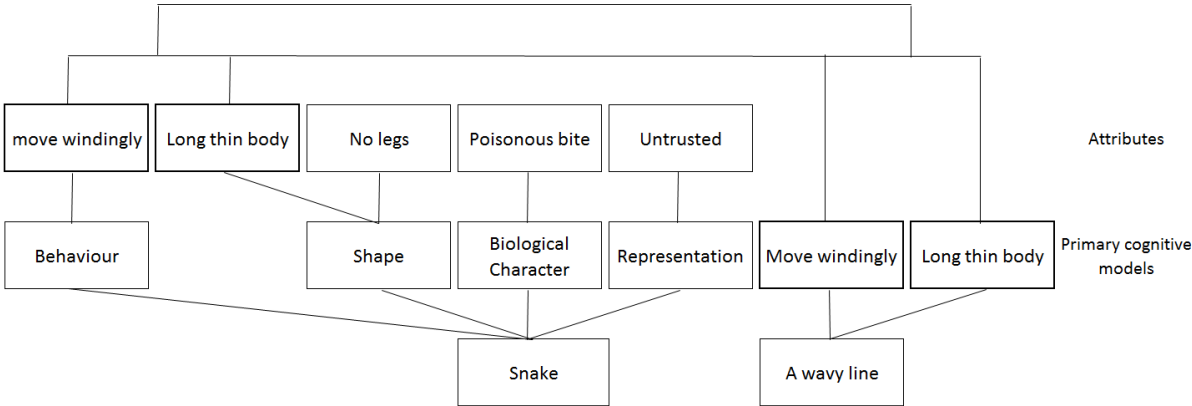 move windingly
Long thin body
No legs
Poisonous bite
Untrusted
Attributes
Behaviour
Shape
Biological
Character
Representation
Move windingly
Long thin body
Primary cognitive
models
Snake
A wavy line